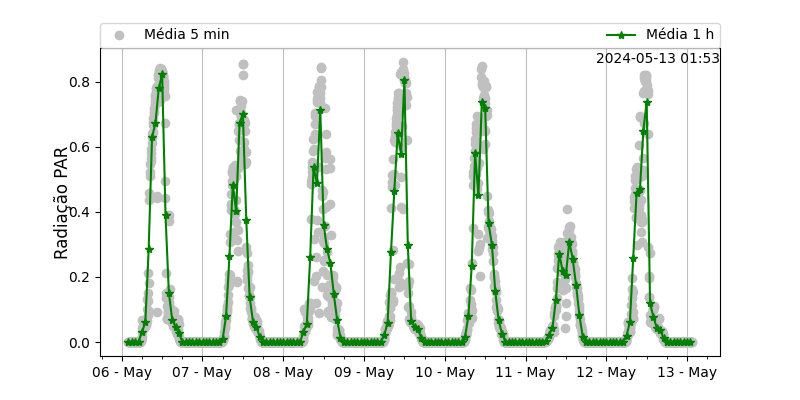 Média 5 min Média 1 h
2024-05-13 01:53
Radiação PAR
0.8
0.6
0.4
0.2
0.0
06 - May 07 - May 08 - May 09 - May 10 - May 11 - May 12 - May 13 - May